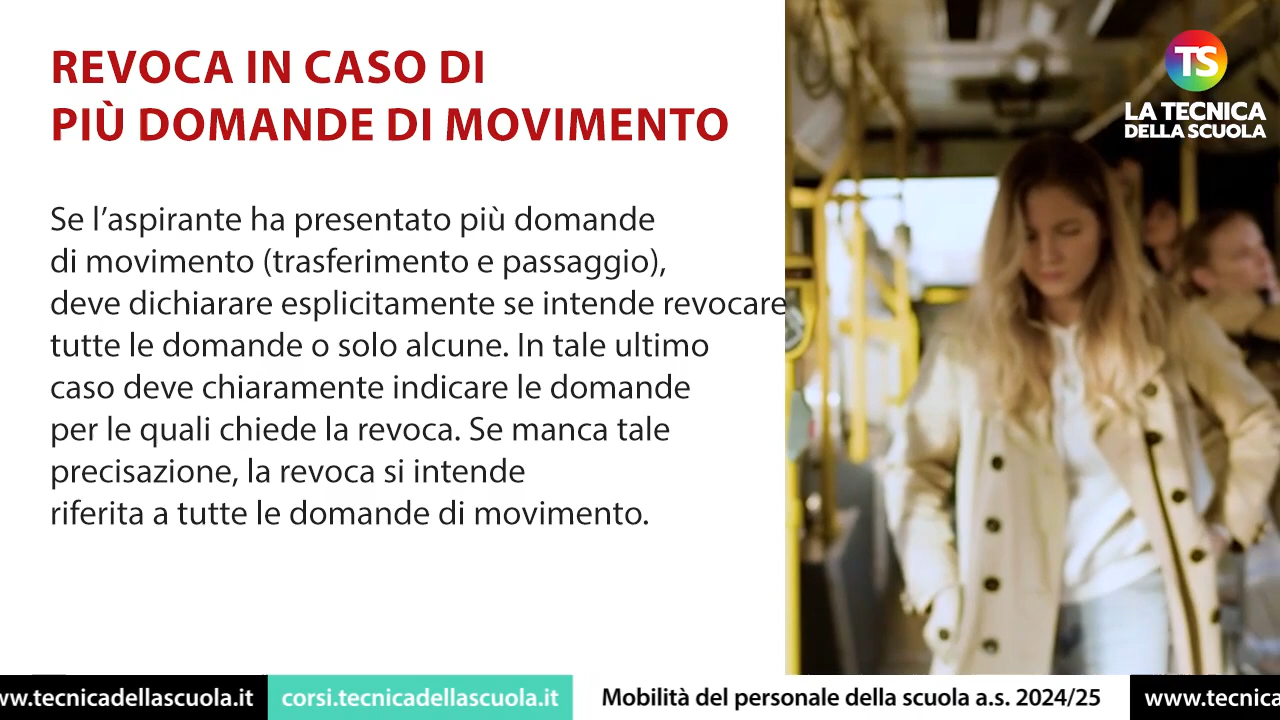 REVOCA IN CASO DI
PIÙ DOMANDE DI MOVIMENTO
TS
LA TECNICA
DELLA SCUOLA
Se l’aspirante ha presentato più domande
di movimento (trasferimento e passaggio),
deve dichiarare esplicitamente se intende revocare
tutte le domande o solo alcune. In tale ultimo
caso deve chiaramente indicare le domande
per le quali chiede la revoca. Se manca tale
precisazione, la revoca si intende
riferita a tutte le domande di movimento.
ww.tecnicadellascuola.it corsi.tecnicadellascuola.it Mobilità del personale della scuola a.s. 2024/25 www.tecnic